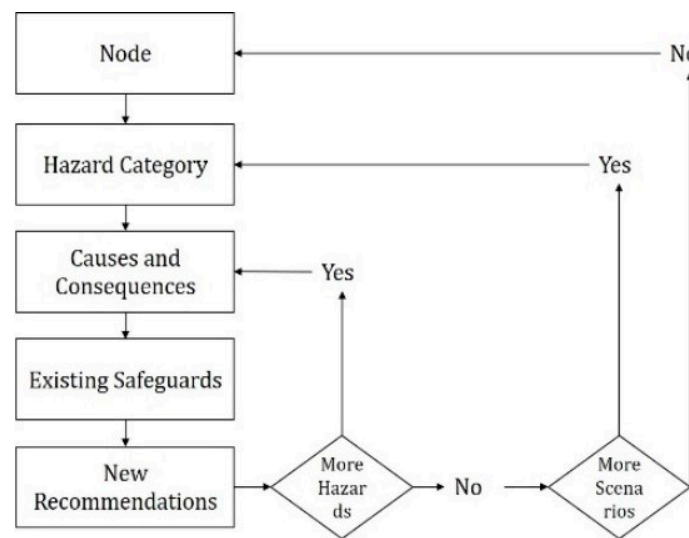 Node
No
Hazard Category
Yes
Causes and
Consequences
Yes
Existing Safeguards
New
Recommendations
More
Hazar
ds
No
More
Scena
rios